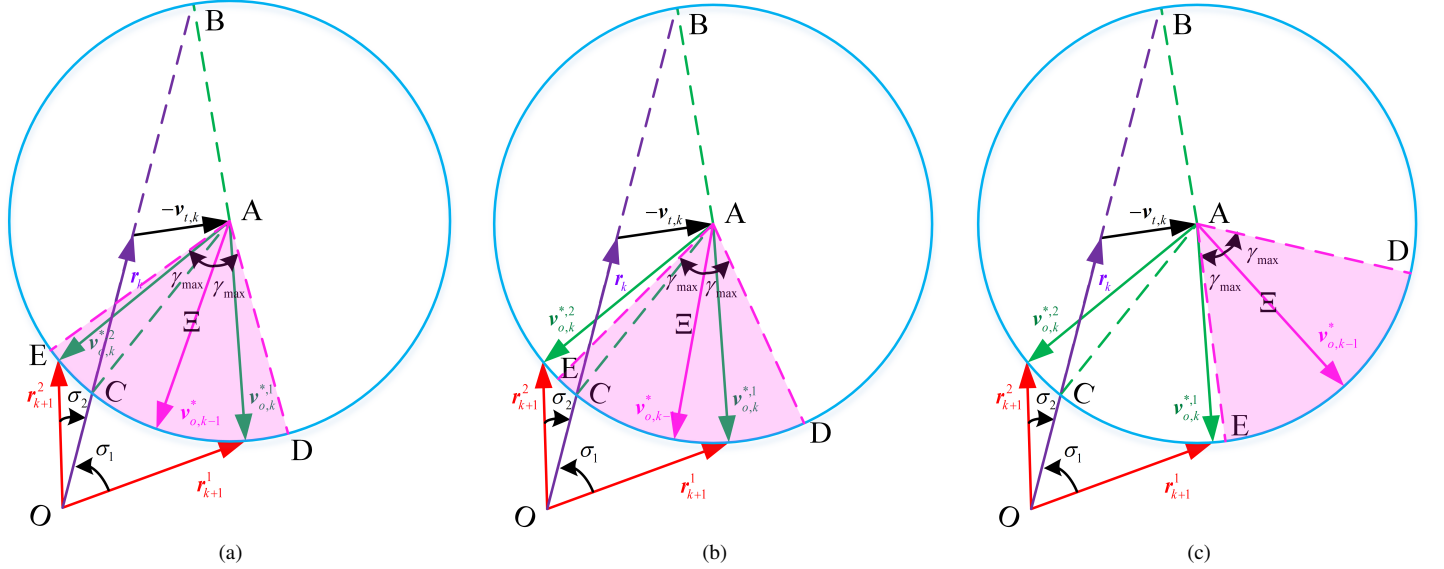 B
−v_{t,k}
A
r_k
γ_max
γ_max
Ξ
E
v^{*,2}_{o,k}
C
r^2_{k+1}
σ_2
v^*_{o,k−1}
v^{*,1}_{o,k}
D
σ_1
r^1_{k+1}
O
(a)
B
−v_{t,k}
A
r_k
γ_max
γ_max
Ξ
v^{*,2}_{o,k}
E
C
r^2_{k+1}
σ_2
v^*_{o,k−}
v^{*,1}_{o,k}
D
σ_1
r^1_{k+1}
O
(b)
B
−v_{t,k}
A
D
r_k
γ_max
γ_max
Ξ
v^{*,2}_{o,k}
v^*_{o,k−1}
C
r^2_{k+1}
σ_2
v^{*,1}_{o,k}
E
σ_1
r^1_{k+1}
O
(c)